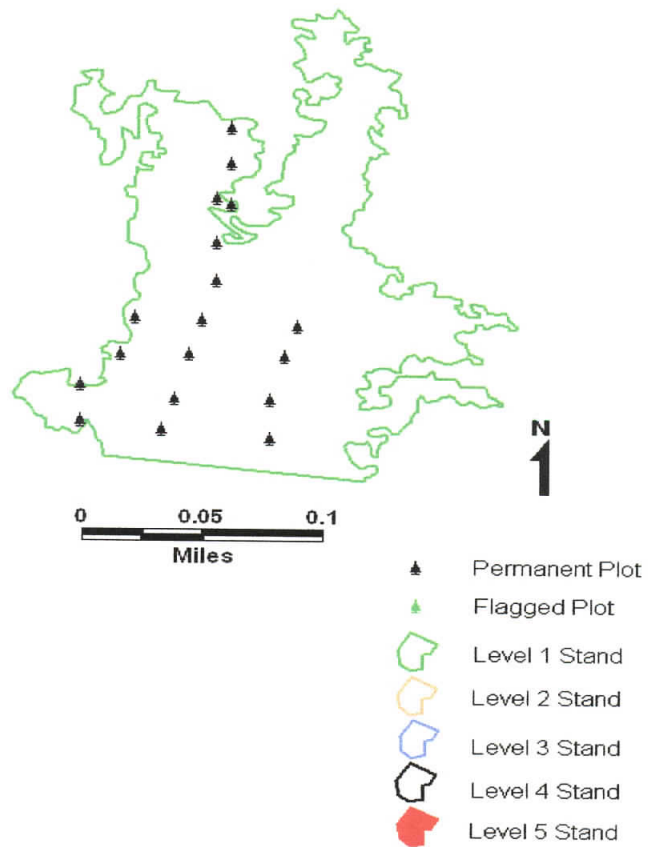 N
0 0.05 0.1
Miles
Permanent Plot
Flagged Plot
Level 1 Stand
Level 2 Stand
Level 3 Stand
Level 4 Stand
Level 5 Stand